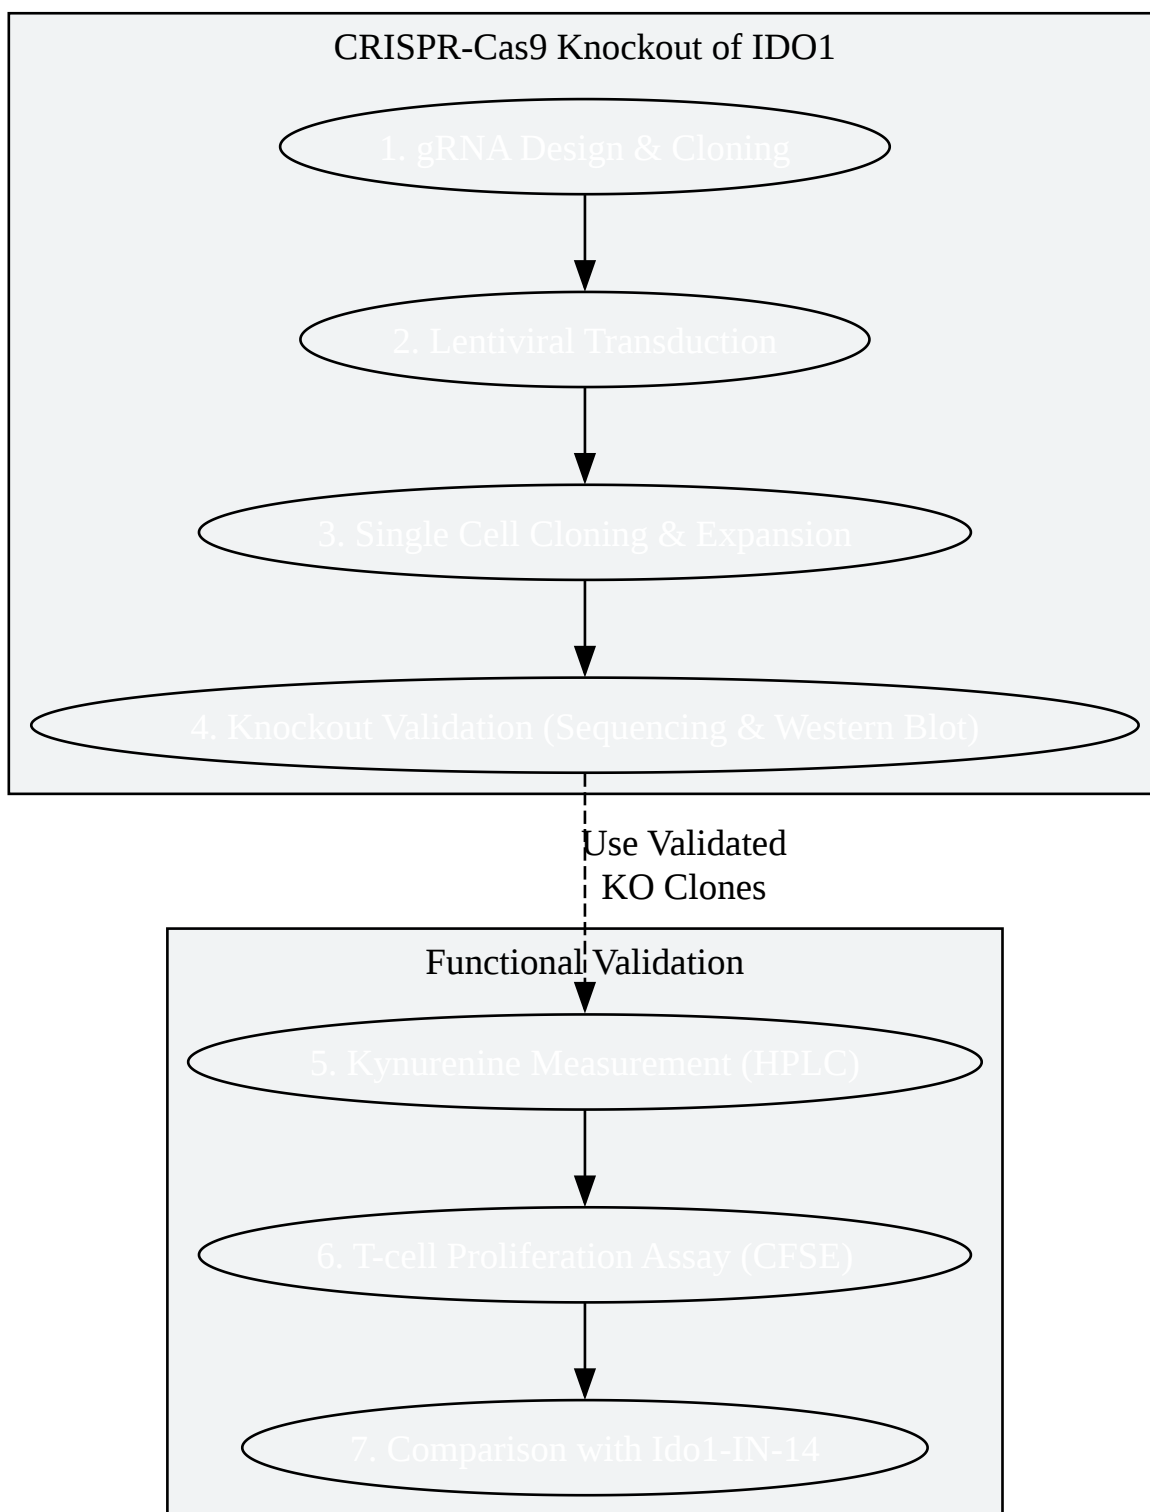 CRISPR-Cas9 Knockout of IDO1
1. gRNA Design & Cloning
2. Lentiviral Transduction
3. Single Cell Cloning & Expansion
4. Knockout Validation (Sequencing & Western Blot)
Use Validated
KO Clones
Functional Validation
5. Kynurenine Measurement (HPLC)
6. T-cell Proliferation Assay (CFSE)
7. Comparison with Ido1-IN-14